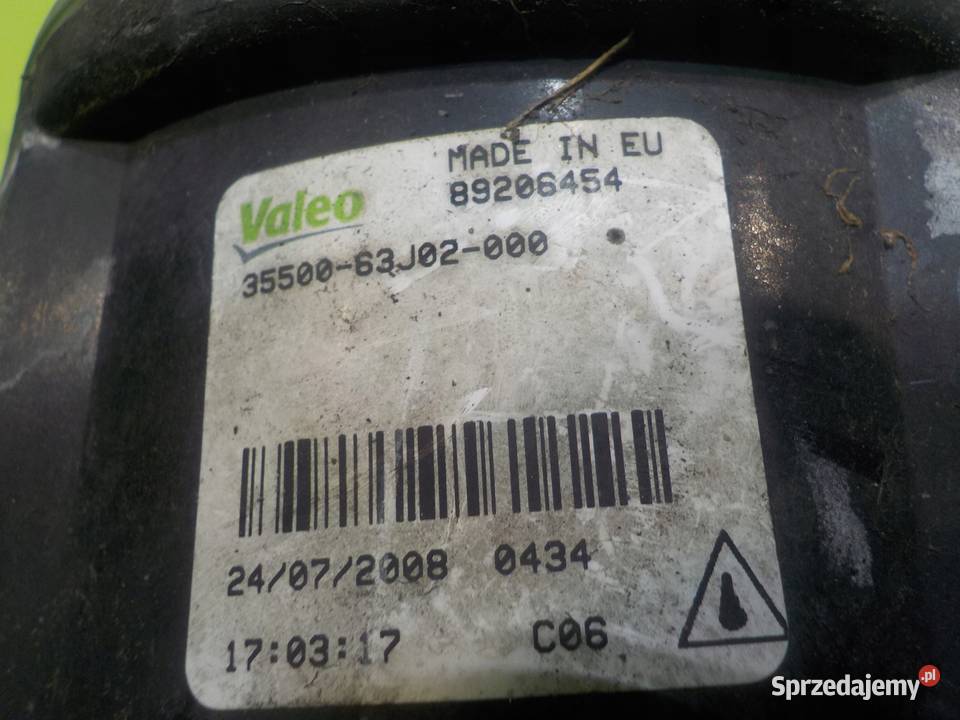 MADE IN EU
Valeo
89206454
35500-63J02-000
24/07/2008 0434
17:03:17 C06
Sprzedajemy.pl